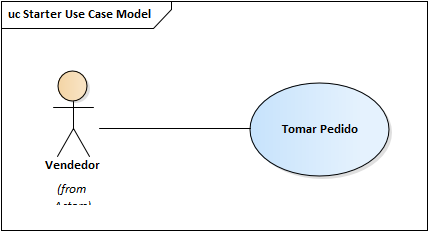 uc Starter Use Case Model
Tomar Pedido
Vendedor
(from